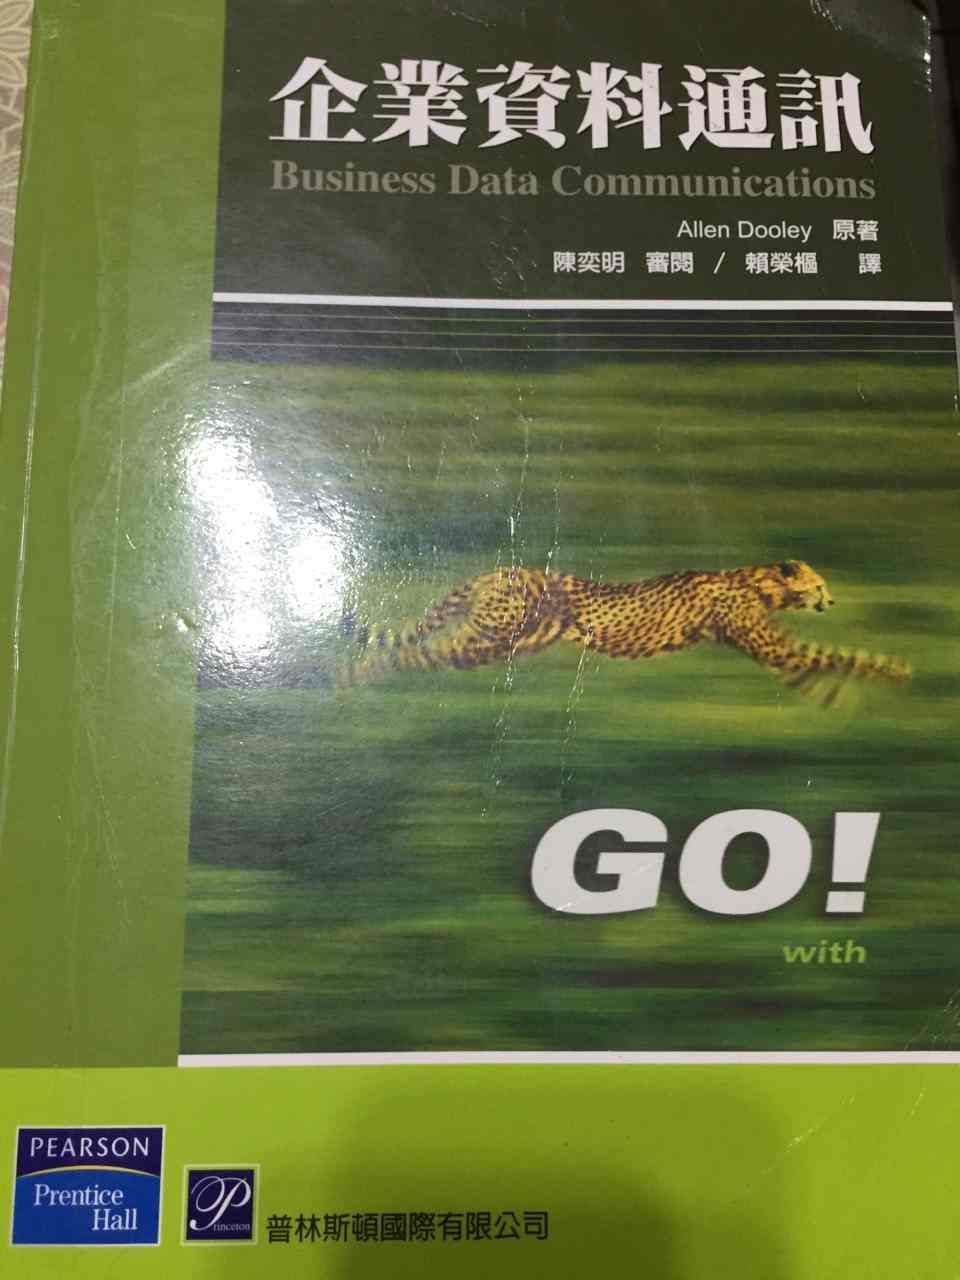 企業資料通訊
Business Data Communications
Allen Dooley 原著
陳奕明 審閱 / 賴榮樞 譯
GO!
with
PEARSON
Prentice
Hall
Princeton
普林斯頓國際有限公司